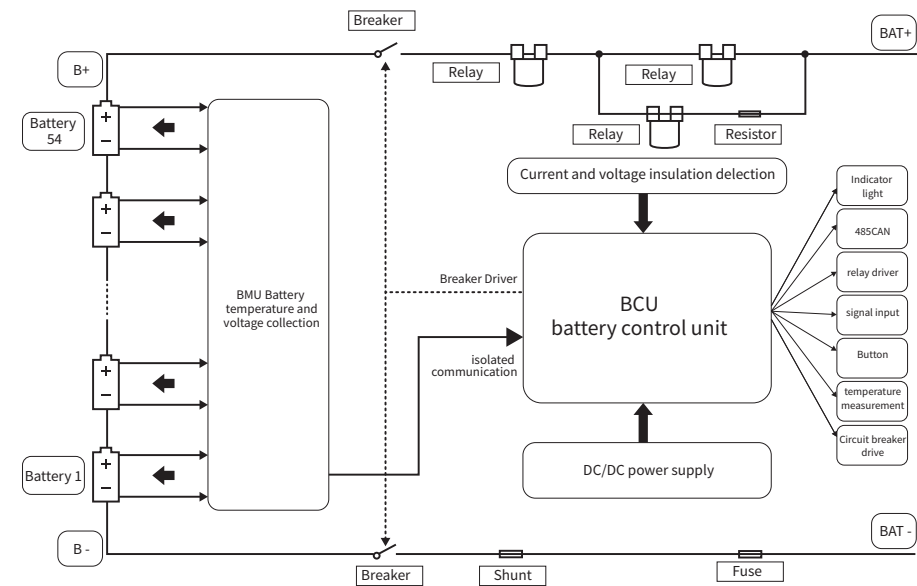 Breaker
BAT+
B+
Relay
Relay
Battery
54
+
−
Relay
Resistor
Current and voltage insulation delection
Indicator
light
+
−
485CAN
BMU Battery
temperature and
voltage collection
Breaker Driver
BCU
battery control unit
relay driver
signal input
isolated
communication
Button
+
−
temperature
measurement
Battery 1
+
−
DC/DC power supply
Circuit breaker
drive
B -
BAT -
Breaker
Shunt
Fuse